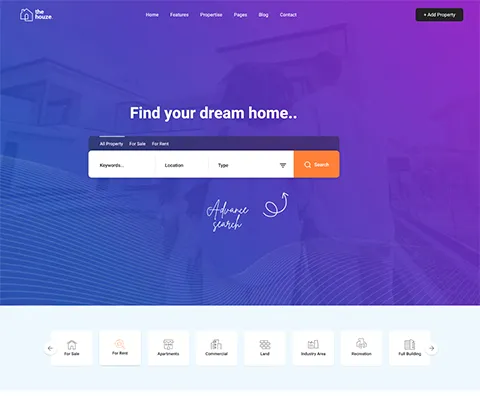 the
houze
Home
Features
Propertise
Pages
Blog
Contact
+ Add Property
Find your dream home..
All Property
For Sale
For Rent
Keywords...
Location
Type
Search
Advance
search
For Sale
For Rent
Apartments
Commercial
Land
Industry Area
Recreation
Full Building